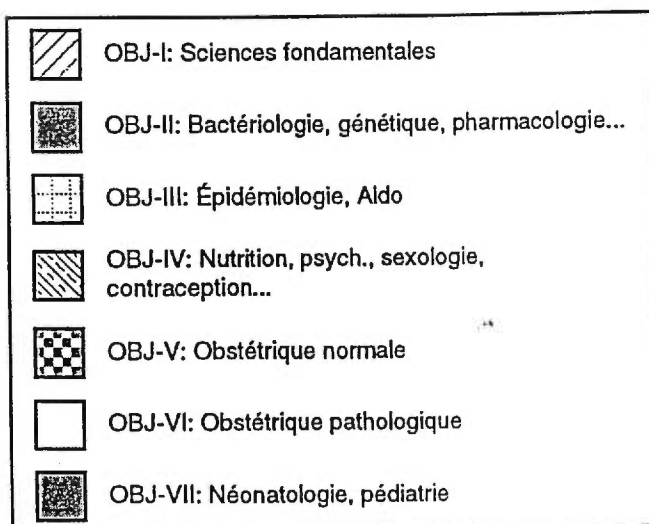 OBJ-I: Sciences fondamentales
OBJ-II: Bactériologie, génétique, pharmacologie...
OBJ-III: Épidémiologie, Aldo
OBJ-IV: Nutrition, psych., sexologie,
contraception...
OBJ-V: Obstétrique normale
OBJ-VI: Obstétrique pathologique
OBJ-VII: Néonatologie, pédiatrie